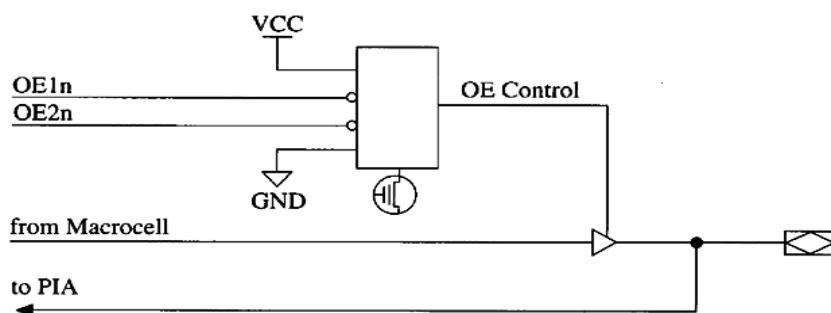 VCC
OE1n
OE Control
OE2n
GND
from Macrocell
to PIA